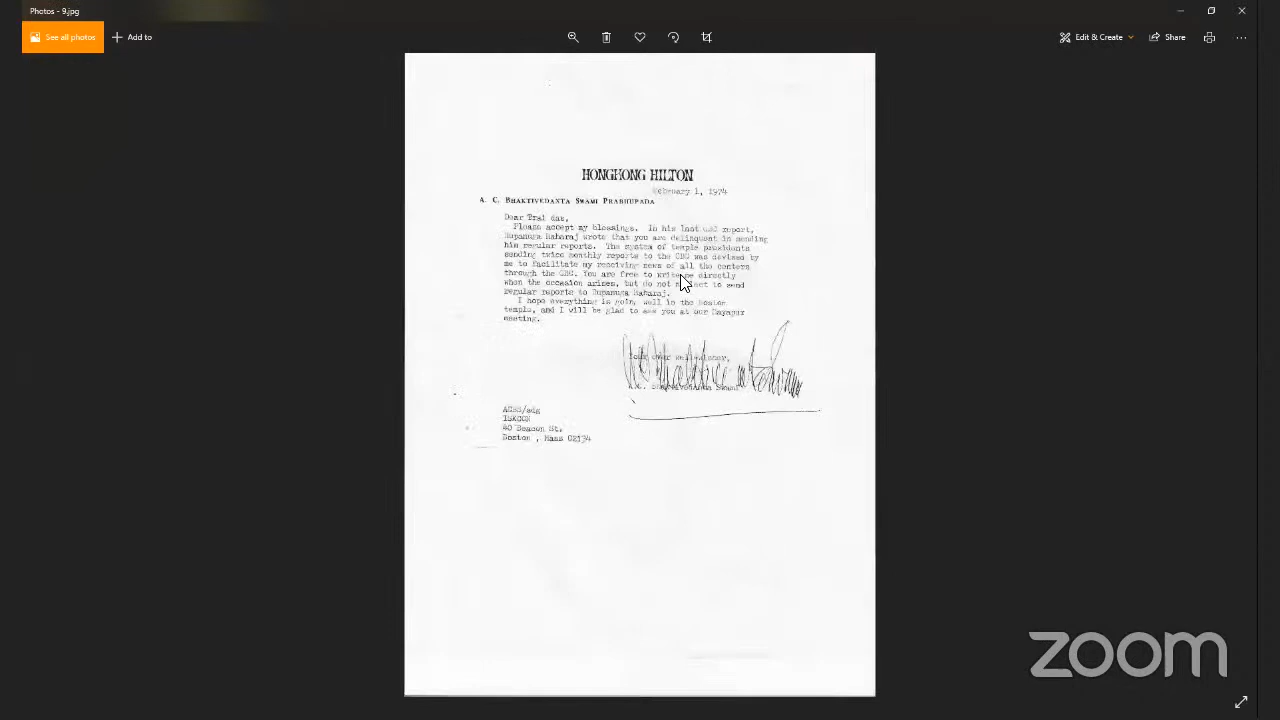 Photos - 9.jpg
See all photos
Add to
Edit & Create
Share
HONGKONG HILTON
February 1, 1974
A. C. BHAKTIVEDANTA SWAMI PRABHUPADA
Dear Tral das,
Please accept my blessings. In his last report,
Rupanuga Maharaj wrote that you are delinquent in sending
his regular reports. The system of temple presidents
sending twice monthly reports to the GBC was devised by
me to facilitate my receiving news of all the centers
through the GBC. You are free to write me directly
when the occasion arises, but do not neglect to send
regular reports to Rupanuga Maharaj.
I hope everything is going well in the Boston
temple, and I will be glad to see you at our Mayapur
meeting.
Your ever wellwisher,
A.C. Bhaktivedanta Swami
ACBS/sdg
ISKCON
40 Beacon St.
Boston , Mass 02134
zoom